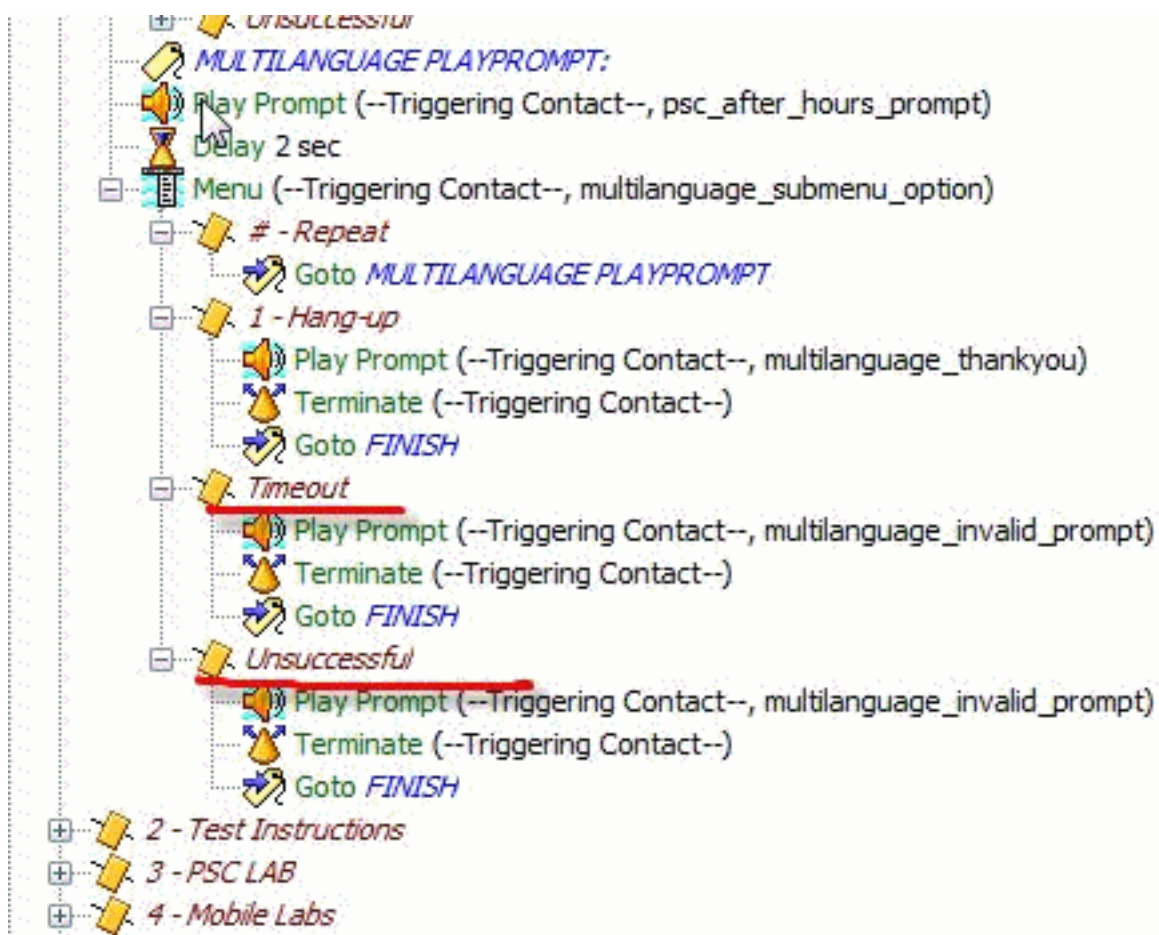 Unsuccessful
MULTILANGUAGE PLAYPROMPT:
Play Prompt (--Triggering Contact--, psc_after_hours_prompt)
Delay 2 sec
Menu (--Triggering Contact--, multilanguage_submenu_option)
# - Repeat
Goto MULTILANGUAGE PLAYPROMPT
1 - Hang-up
Play Prompt (--Triggering Contact--, multilanguage_thankyou)
Terminate (--Triggering Contact--)
Goto FINISH
Timeout
Play Prompt (--Triggering Contact--, multilanguage_invalid_prompt)
Terminate (--Triggering Contact--)
Goto FINISH
Unsuccessful
Play Prompt (--Triggering Contact--, multilanguage_invalid_prompt)
Terminate (--Triggering Contact--)
Goto FINISH
2 - Test Instructions
3 - PSC LAB
4 - Mobile Labs